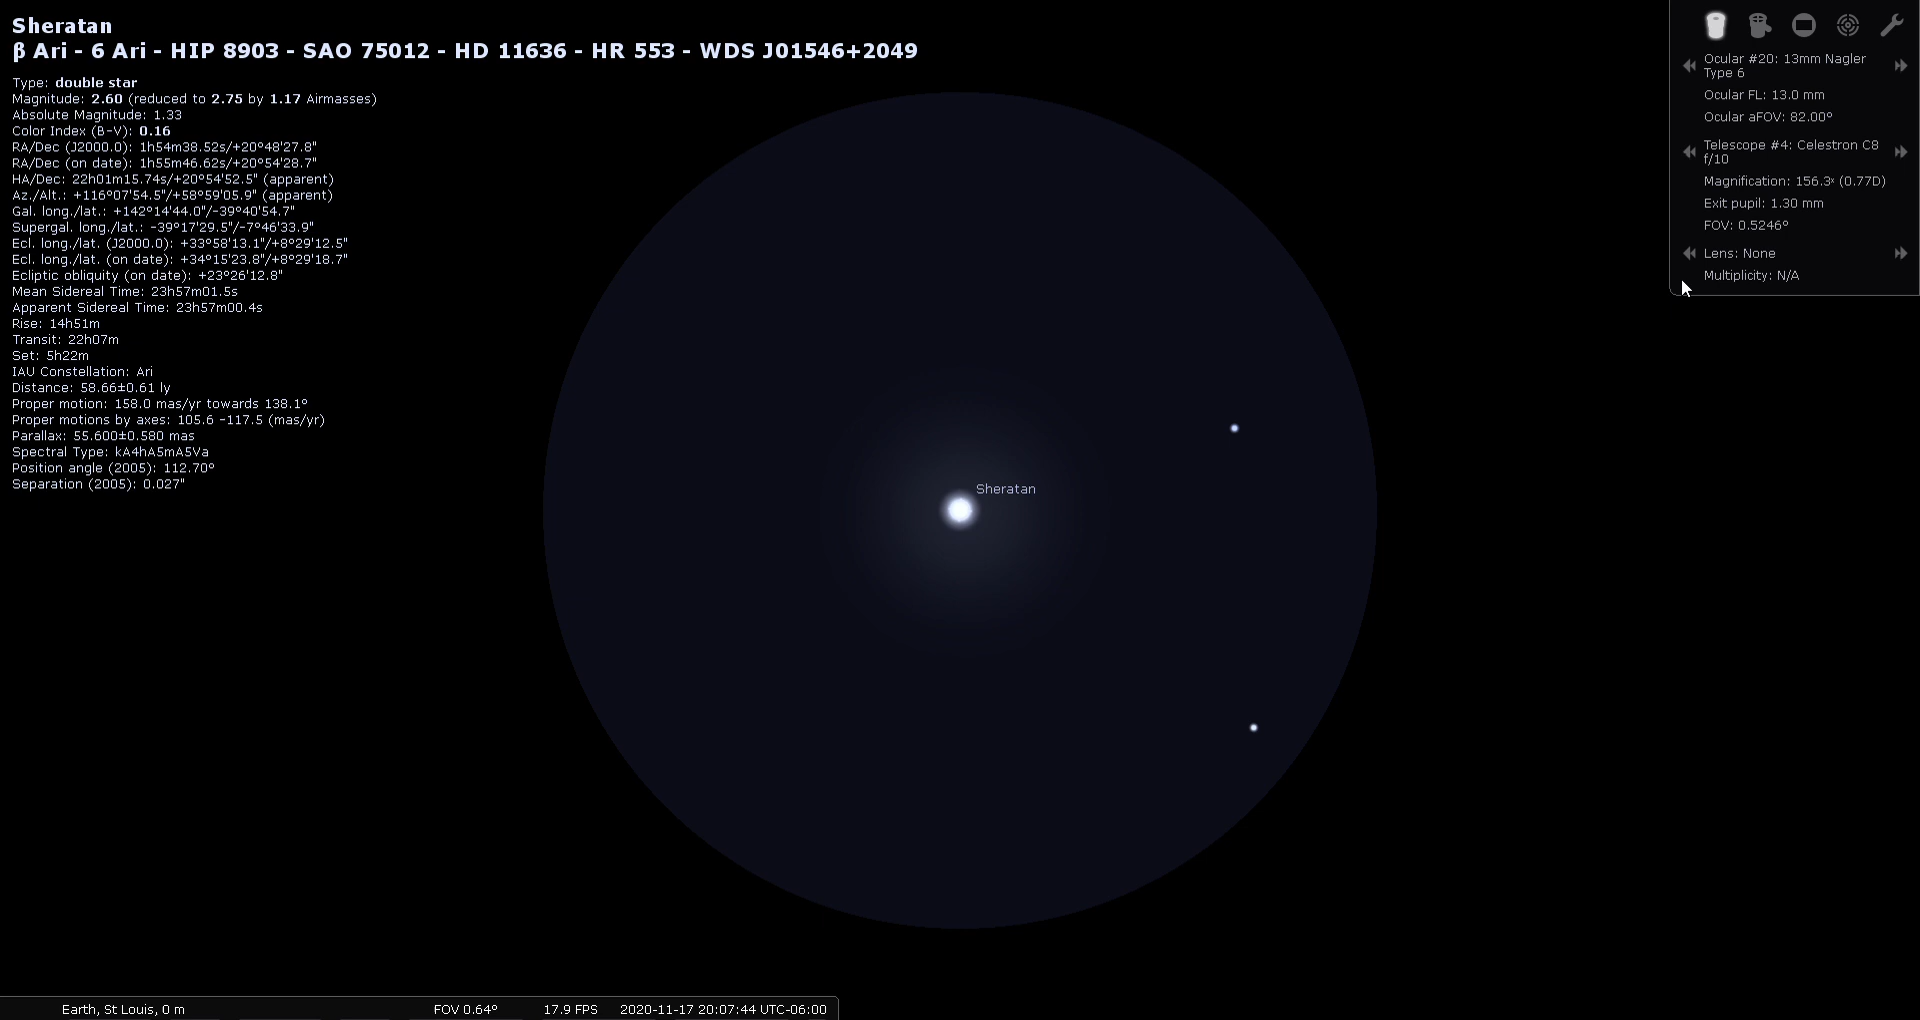 Sheratan
β Ari - 6 Ari - HIP 8903 - SAO 75012 - HD 11636 - HR 553 - WDS J01546+2049
Type: double star
Magnitude: 2.60 (reduced to 2.75 by 1.17 Airmasses)
Absolute Magnitude: 1.33
Color Index (B-V): 0.16
RA/Dec (J2000.0): 1h54m38.52s/+20°48'27.8"
RA/Dec (on date): 1h55m46.62s/+20°54'28.7"
HA/Dec: 22h01m15.74s/+20°54'52.5" (apparent)
Az./Alt.: +116°07'54.5"/+58°59'05.9" (apparent)
Gal. long./lat.: +142°14'44.0"/-39°40'54.7"
Supergal. long./lat.: -39°17'29.5"/-7°46'33.9"
Ecl. long./lat. (J2000.0): +33°58'13.1"/+8°29'12.5"
Ecl. long./lat. (on date): +34°15'23.8"/+8°29'18.7"
Ecliptic obliquity (on date): +23°26'12.8"
Mean Sidereal Time: 23h57m01.5s
Apparent Sidereal Time: 23h57m00.4s
Rise: 14h51m
Transit: 22h07m
Set: 5h22m
IAU Constellation: Ari
Distance: 58.66±0.61 ly
Proper motion: 158.0 mas/yr towards 138.1°
Proper motions by axes: 105.6 -117.5 (mas/yr)
Parallax: 55.600±0.580 mas
Spectral Type: kA4hA5mA5Va
Position angle (2005): 112.70°
Separation (2005): 0.027"
Ocular #20: 13mm Nagler
Type 6
Ocular FL: 13.0 mm
Ocular aFOV: 82.00°
Telescope #4: Celestron C8
f/10
Magnification: 156.3ˣ (0.77D)
Exit pupil: 1.30 mm
FOV: 0.5246°
Lens: None
Multiplicity: N/A
Sheratan
Earth, St Louis, 0 m FOV 0.64° 17.9 FPS 2020-11-17 20:07:44 UTC-06:00